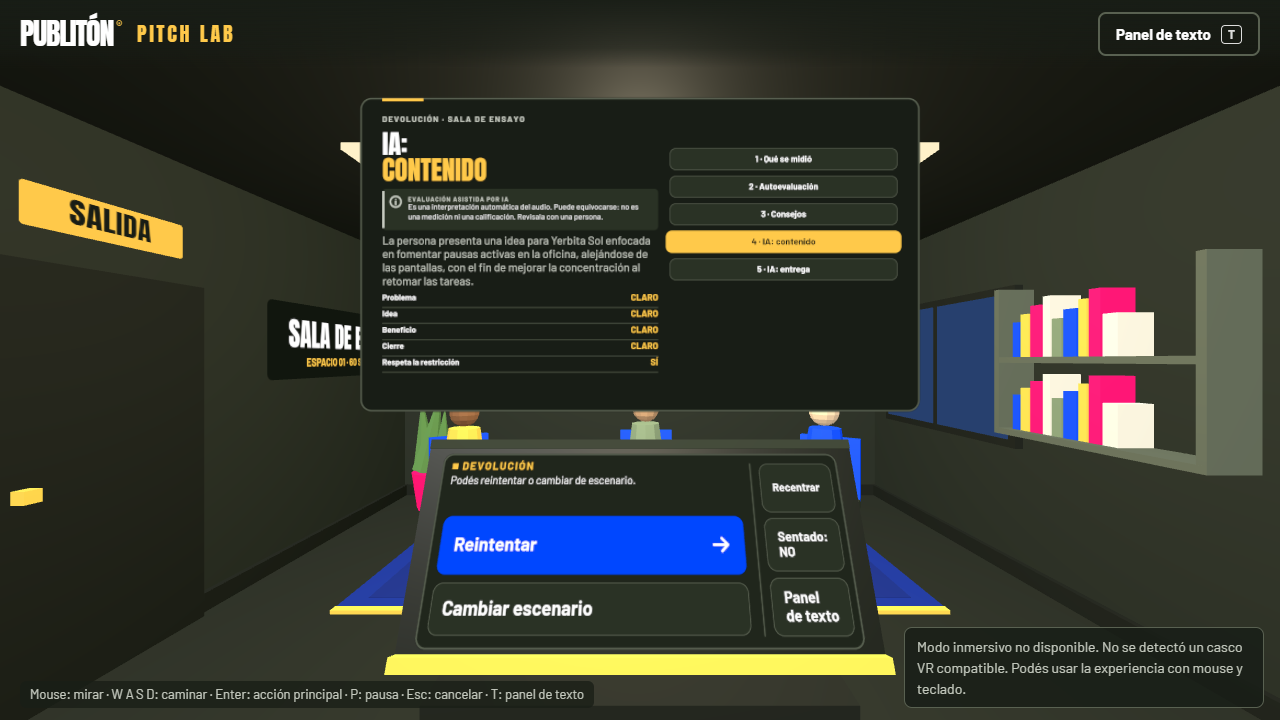 PUBLITÓN
PITCH LAB
Panel de texto T
DEVOLUCIÓN · SALA DE ENSAYO
IA:
CONTENIDO
EVALUACIÓN ASISTIDA POR IA
Es una interpretación automática del audio. Puede equivocarse: no es
una medición ni una calificación. Revisala con una persona.
La persona presenta una idea para Yerbita Sol enfocada
en fomentar pausas activas en la oficina, alejándose de
las pantallas, con el fin de mejorar la concentración al
retomar las tareas.
Problema CLARO
Idea CLARO
Beneficio CLARO
Cierre CLARO
Respeta la restricción SÍ
1 · Qué se midió
2 · Autoevaluación
3 · Consejos
4 · IA: contenido
5 · IA: entrega
SALIDA
SALA DE E
ESPACIO 01 · 60 S
DEVOLUCIÓN
Podés reintentar o cambiar de escenario.
Reintentar →
Cambiar escenario
Recentrar
Sentado:
NO
Panel
de texto
Modo inmersivo no disponible. No se detectó un casco
VR compatible. Podés usar la experiencia con mouse y
teclado.
Mouse: mirar · W A S D: caminar · Enter: acción principal · P: pausa · Esc: cancelar · T: panel de texto